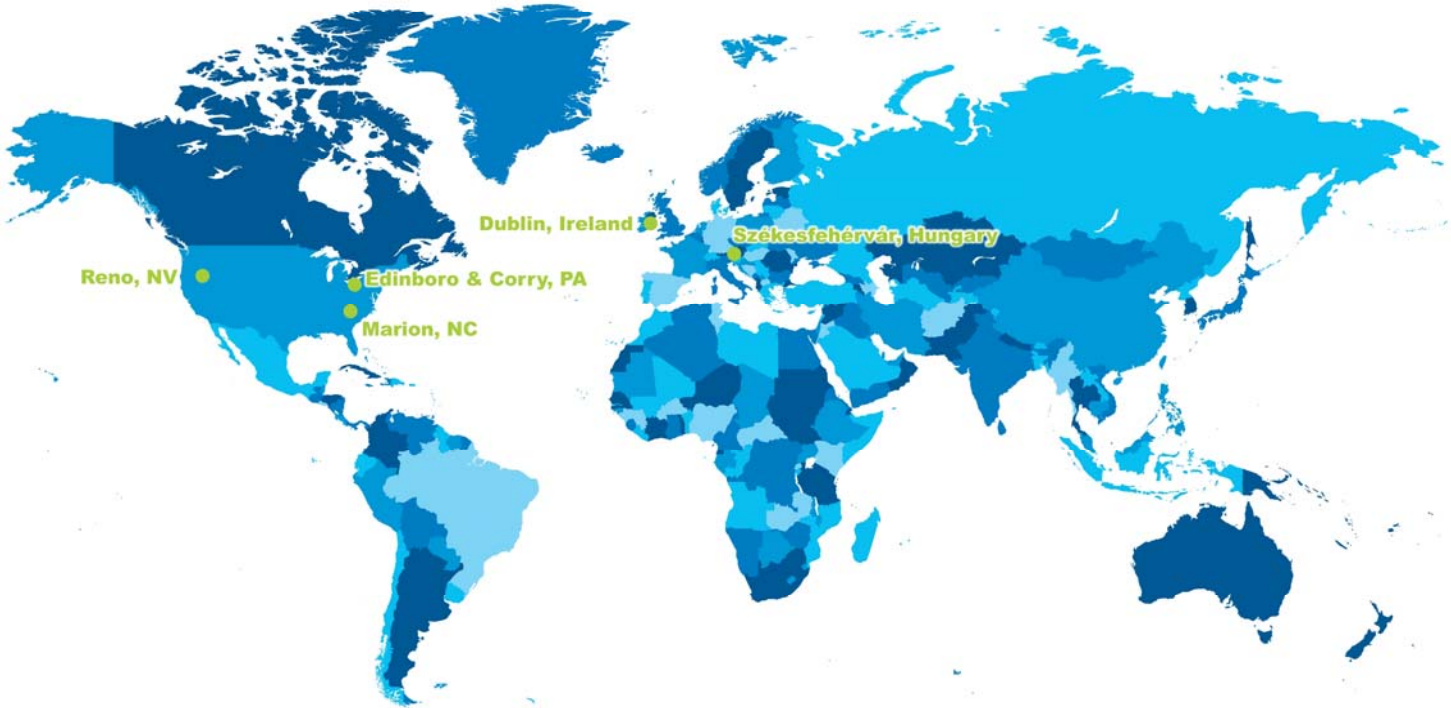 Dublin, Ireland
Székesfehérvár, Hungary
Reno, NV
Edinboro & Corry, PA
Marion, NC